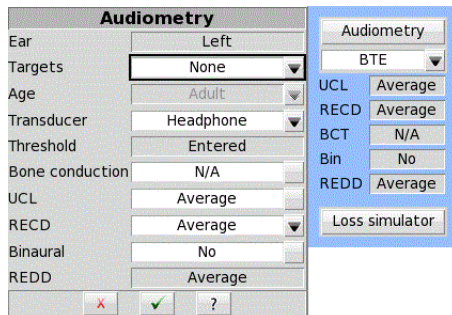 Audiometry
Ear Left
Targets None
Age Adult
Transducer Headphone
Threshold Entered
Bone conduction N/A
UCL Average
RECD Average
Binaural No
REDD Average
X ✓ ?
Audiometry
BTE
UCL Average
RECD Average
BCT N/A
Bin No
REDD Average
Loss simulator